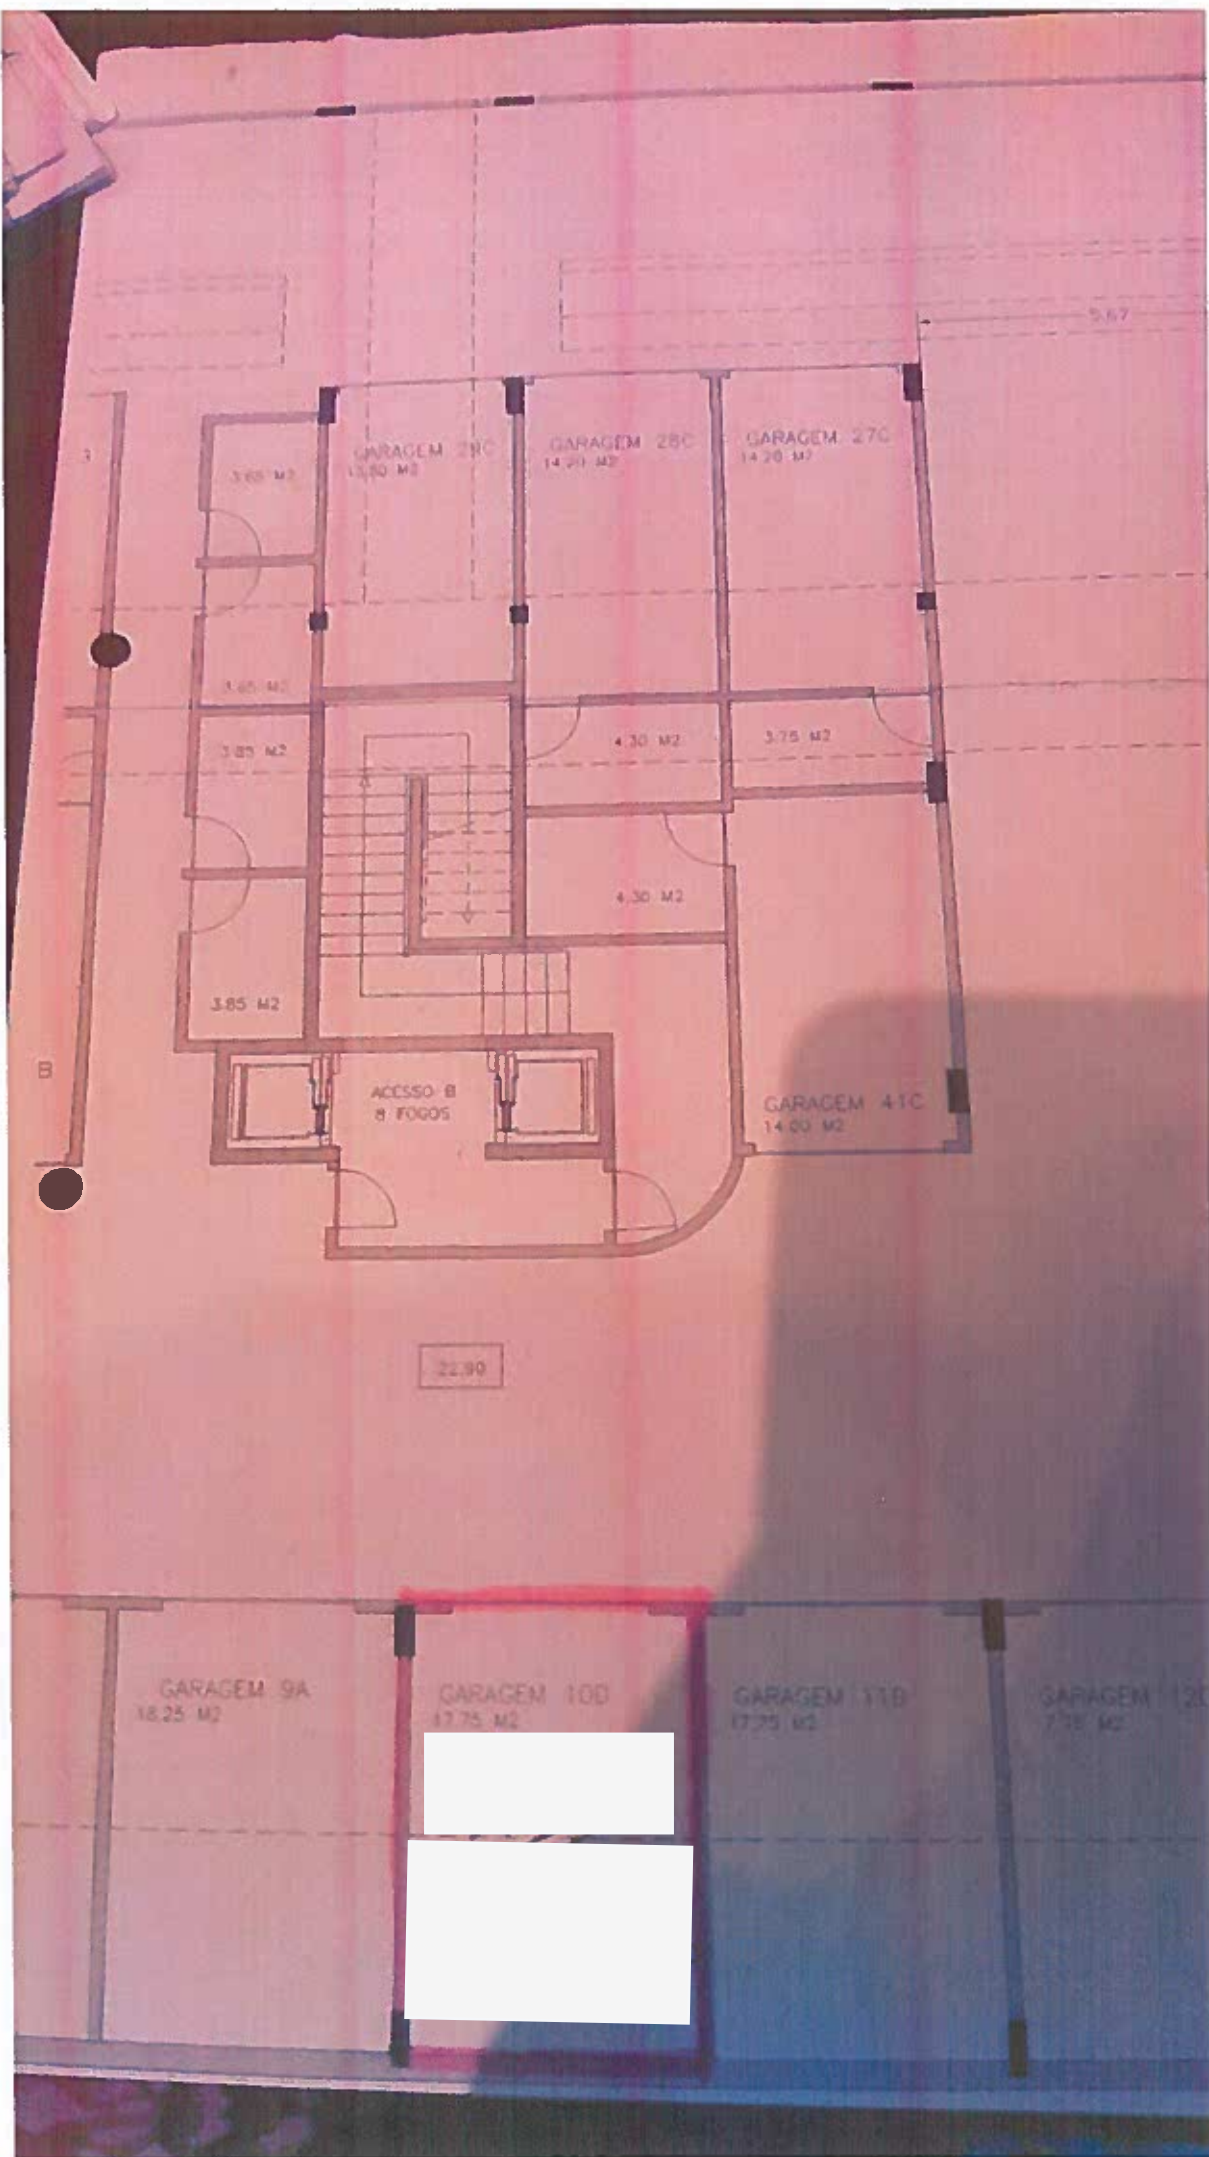 5.67
GARAGEM 29C
13.80 M2
GARAGEM 28C
14.20 M2
GARAGEM 27C
14.20 M2
3.65 M2
3.65 M2
3.85 M2
4.30 M2
3.75 M2
4.30 M2
3.85 M2
B
ACESSO B
8 FOGOS
GARAGEM 41C
14.00 M2
22.90
GARAGEM 9A
18.25 M2
GARAGEM 10D
17.75 M2
GARAGEM 11B
17.75 M2
GARAGEM
M2